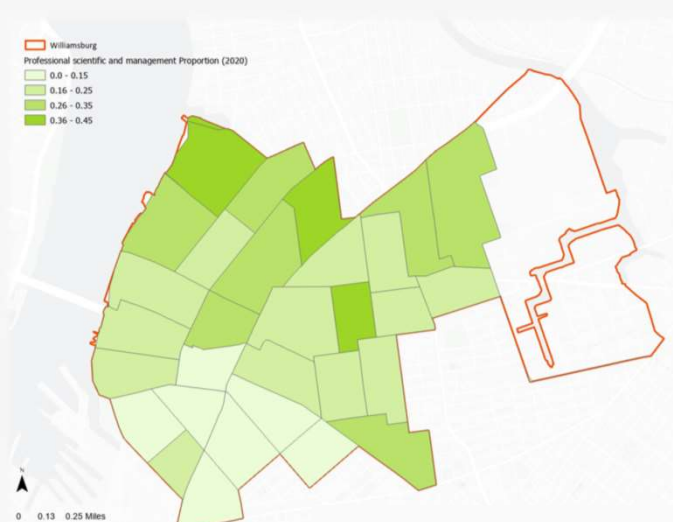 Williamsburg
Professional scientific and management Proportion (2020)
0.0 - 0.15
0.16 - 0.25
0.26 - 0.35
0.36 - 0.45
N
0 0.13 0.25 Miles